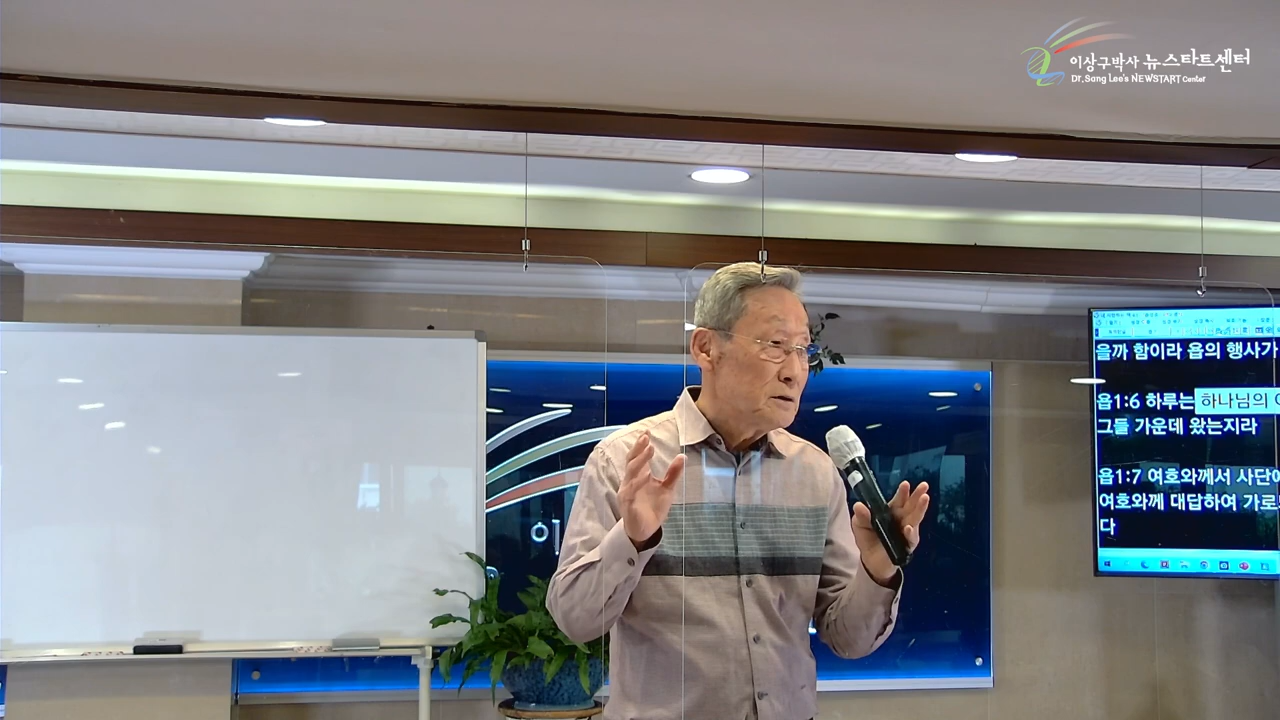 이상구박사 뉴스타트센터
Dr. Sang Lee's NEWSTART Center
을까 함이라 욥의 행사가
욥1:6 하루는 하나님의
그들 가운데 왔는지라
욥1:7 여호와께서 사단에
여호와께 대답하여 가로
다
이